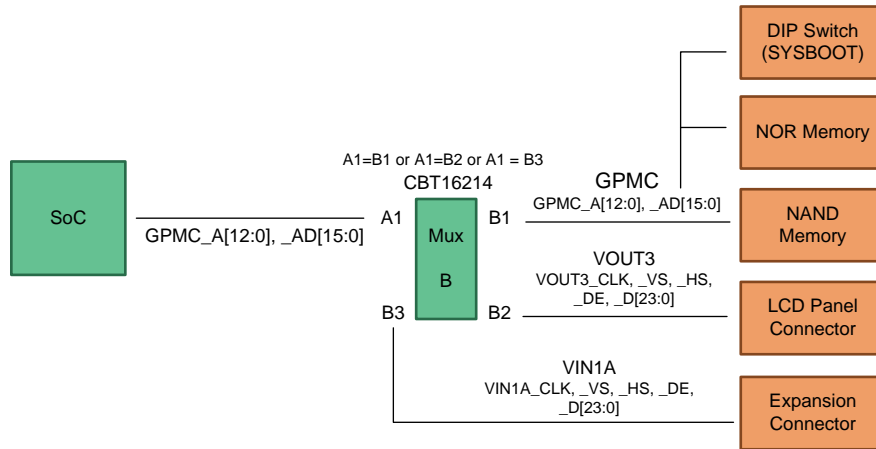 DIP Switch
(SYSBOOT)
NOR Memory
A1=B1 or A1=B2 or A1 = B3
CBT16214
GPMC
GPMC_A[12:0], _AD[15:0]
SoC
GPMC_A[12:0], _AD[15:0]
A1
Mux
B
B1
NAND
Memory
VOUT3
VOUT3_CLK, _VS, _HS,
_DE, _D[23:0]
B3
B2
LCD Panel
Connector
VIN1A
VIN1A_CLK, _VS, _HS, _DE,
_D[23:0]
Expansion
Connector